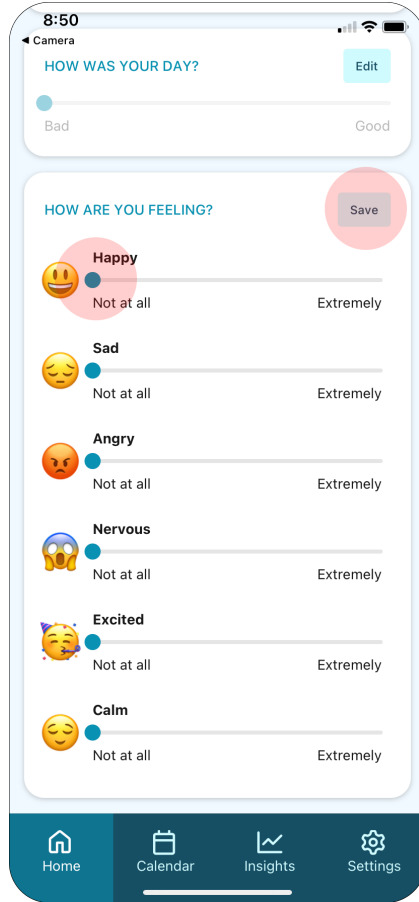 8:50
◀ Camera
HOW WAS YOUR DAY?
Edit
Bad
Good
HOW ARE YOU FEELING?
Save
Happy
Not at all
Extremely
Sad
Not at all
Extremely
Angry
Not at all
Extremely
Nervous
Not at all
Extremely
Excited
Not at all
Extremely
Calm
Not at all
Extremely
Home
Calendar
Insights
Settings